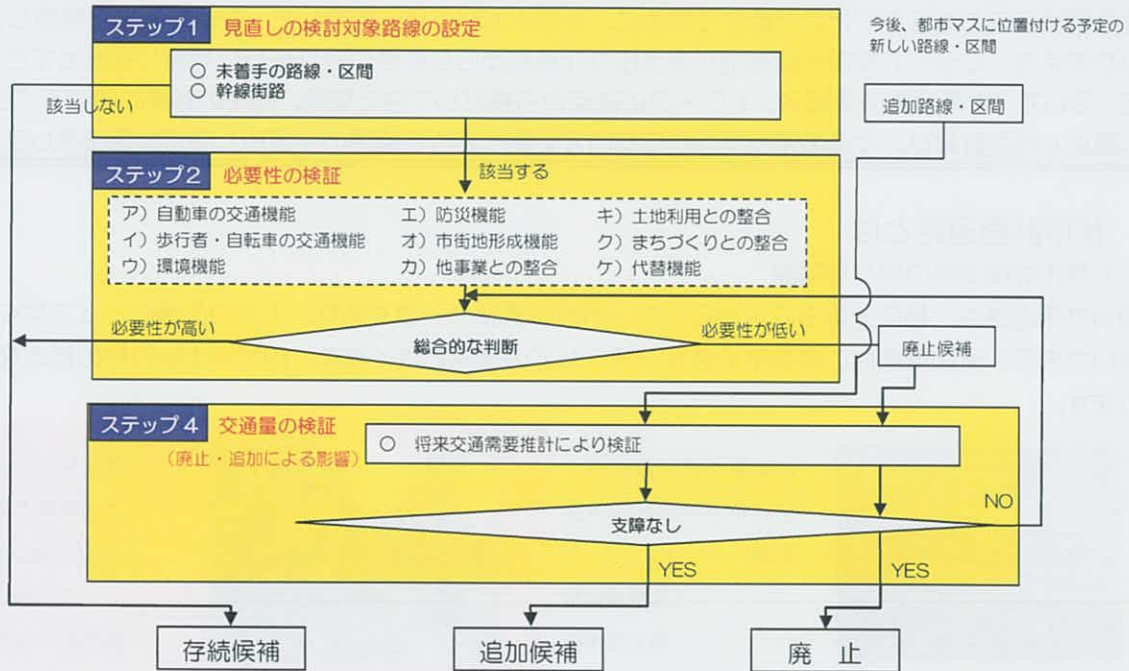 ステップ1 見直しの検討対象路線の設定
○ 未着手の路線・区間
○ 幹線街路
該当しない
今後、都市マスに位置付ける予定の
新しい路線・区間
追加路線・区間
該当する
ステップ2 必要性の検証
ア）自動車の交通機能
イ）歩行者・自転車の交通機能
ウ）環境機能
エ）防災機能
オ）市街地形成機能
カ）他事業との整合
キ）土地利用との整合
ク）まちづくりとの整合
ケ）代替機能
必要性が高い
総合的な判断
必要性が低い
廃止候補
ステップ4 交通量の検証
（廃止・追加による影響）
○ 将来交通需要推計により検証
支障なし
NO
YES
YES
存続候補
追加候補
廃 止